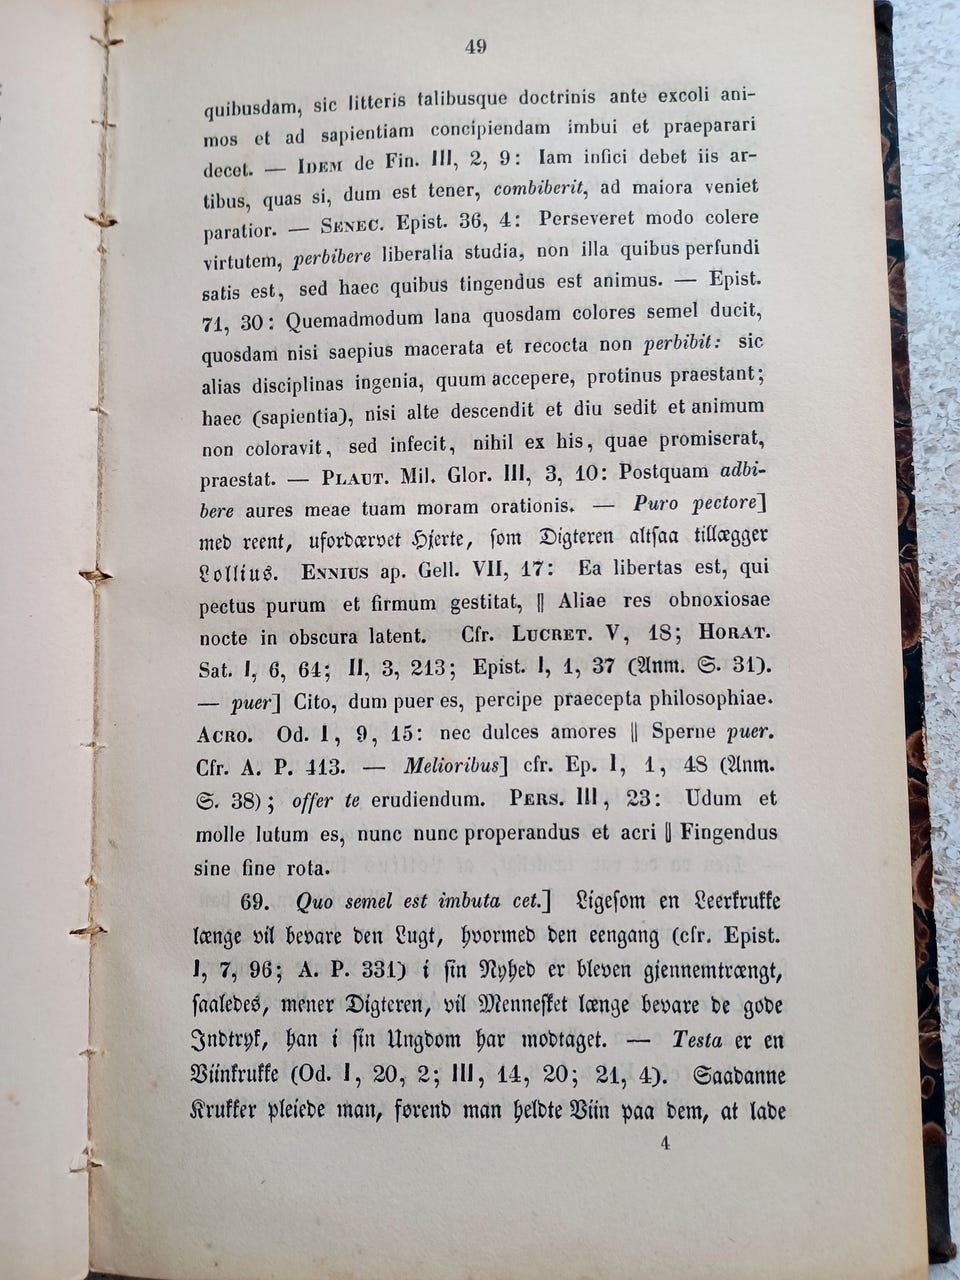 49
quibusdam, sic litteris talibusque doctrinis ante excoli ani-
mos et ad sapientiam concipiendam imbui et praeparari
decet. — IDEM de Fin. III, 2, 9: Iam infici debet iis ar-
tibus, quas si, dum est tener, combiberit, ad maiora veniet
paratior. — SENEC. Epist. 36, 4: Perseveret modo colere
virtutem, perbibere liberalia studia, non illa quibus perfundi
satis est, sed haec quibus tingendus est animus. — Epist.
71, 30: Quemadmodum lana quosdam colores semel ducit,
quosdam nisi saepius macerata et recocta non perbibit: sic
alias disciplinas ingenia, quum accepere, protinus praestant;
haec (sapientia), nisi alte descendit et diu sedit et animum
non coloravit, sed infecit, nihil ex his, quae promiserat,
praestat. — PLAUT. Mil. Glor. III, 3, 10: Postquam adbi-
bere aures meae tuam moram orationis. — Puro pectore]
med reent, ufordærvet Hjerte, som Digteren altsaa tillægger
Lollius. ENNIUS ap. Gell. VII, 17: Ea libertas est, qui
pectus purum et firmum gestitat, || Aliae res obnoxiosae
nocte in obscura latent. Cfr. LUCRET. V, 18; HORAT.
Sat. I, 6, 64; II, 3, 213; Epist. I, 1, 37 (Anm. S. 31).
— puer] Cito, dum puer es, percipe praecepta philosophiae.
ACRO. Od. I, 9, 15: nec dulces amores || Sperne puer.
Cfr. A. P. 413. — Melioribus] cfr. Ep. I, 1, 48 (Anm.
S. 38); offer te erudiendum. PERS. III, 23: Udum et
molle lutum es, nunc nunc properandus et acri || Fingendus
sine fine rota.
69. Quo semel est imbuta cet.] Ligesom en Leerkrukke
længe vil bevare den Lugt, hvormed den eengang (cfr. Epist.
I, 7, 96; A. P. 331) i sin Nyhed er bleven gjennemtrængt,
saaledes, mener Digteren, vil Mennesket længe bevare de gode
Indtryk, han i sin Ungdom har modtaget. — Testa er en
Viinkrukke (Od. I, 20, 2; III, 14, 20; 21, 4). Saadanne
Krukker pleiede man, førend man heldte Viin paa dem, at lade
4